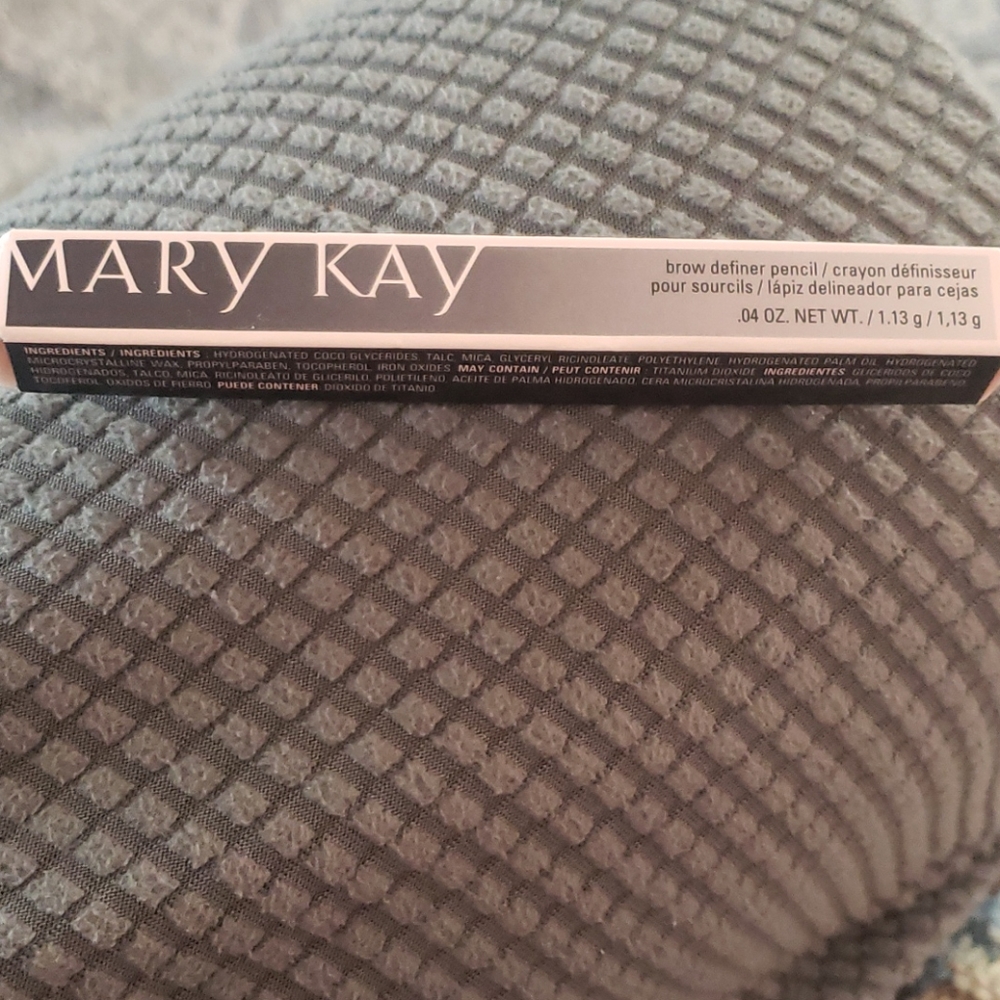 MARY KAY
brow definer pencil / crayon définisseur
pour sourcils / lápiz delineador para cejas
.04 OZ. NET WT. / 1.13 g / 1,13 g
INGREDIENTS / INGRÉDIENTS : HYDROGENATED COCO GLYCERIDES, TALC, MICA, GLYCERYL RICINOLEATE, POLYETHYLENE, HYDROGENATED PALM OIL, HYDROGENATED
MICROCRYSTALLINE WAX, PROPYLPARABEN, TOCOPHEROL, IRON OXIDES MAY CONTAIN / PEUT CONTENIR : TITANIUM DIOXIDE INGREDIENTES : GLICÉRIDOS DE COCO
HIDROGENADOS, TALCO, MICA, RICINOLEATO DE GLICERILO, POLIETILENO, ACEITE DE PALMA HIDROGENADO, CERA MICROCRISTALINA HIDROGENADA, PROPILPARABENO,
TOCOFEROL, ÓXIDOS DE FIERRO PUEDE CONTENER : DIÓXIDO DE TITANIO